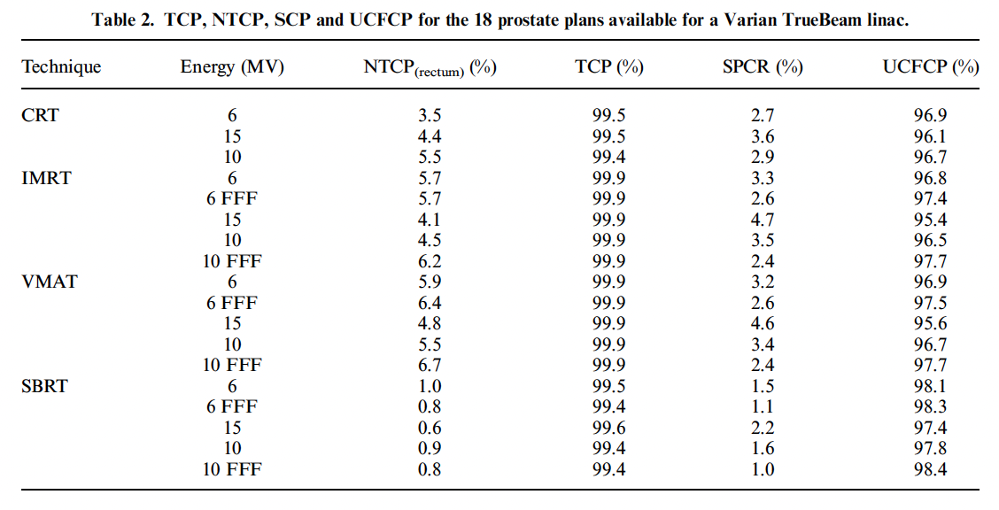 Table 2. TCP, NTCP, SCP and UCFCP for the 18 prostate plans available for a Varian TrueBeam linac.
Technique Energy (MV) NTCP(rectum) (%) TCP (%) SPCR (%) UCFCP (%)
CRT 6 3.5 99.5 2.7 96.9
15 4.4 99.5 3.6 96.1
10 5.5 99.4 2.9 96.7
IMRT 6 5.7 99.9 3.3 96.8
6 FFF 5.7 99.9 2.6 97.4
15 4.1 99.9 4.7 95.4
10 4.5 99.9 3.5 96.5
10 FFF 6.2 99.9 2.4 97.7
VMAT 6 5.9 99.9 3.2 96.9
6 FFF 6.4 99.9 2.6 97.5
15 4.8 99.9 4.6 95.6
10 5.5 99.9 3.4 96.7
10 FFF 6.7 99.9 2.4 97.7
SBRT 6 1.0 99.5 1.5 98.1
6 FFF 0.8 99.4 1.1 98.3
15 0.6 99.6 2.2 97.4
10 0.9 99.4 1.6 97.8
10 FFF 0.8 99.4 1.0 98.4